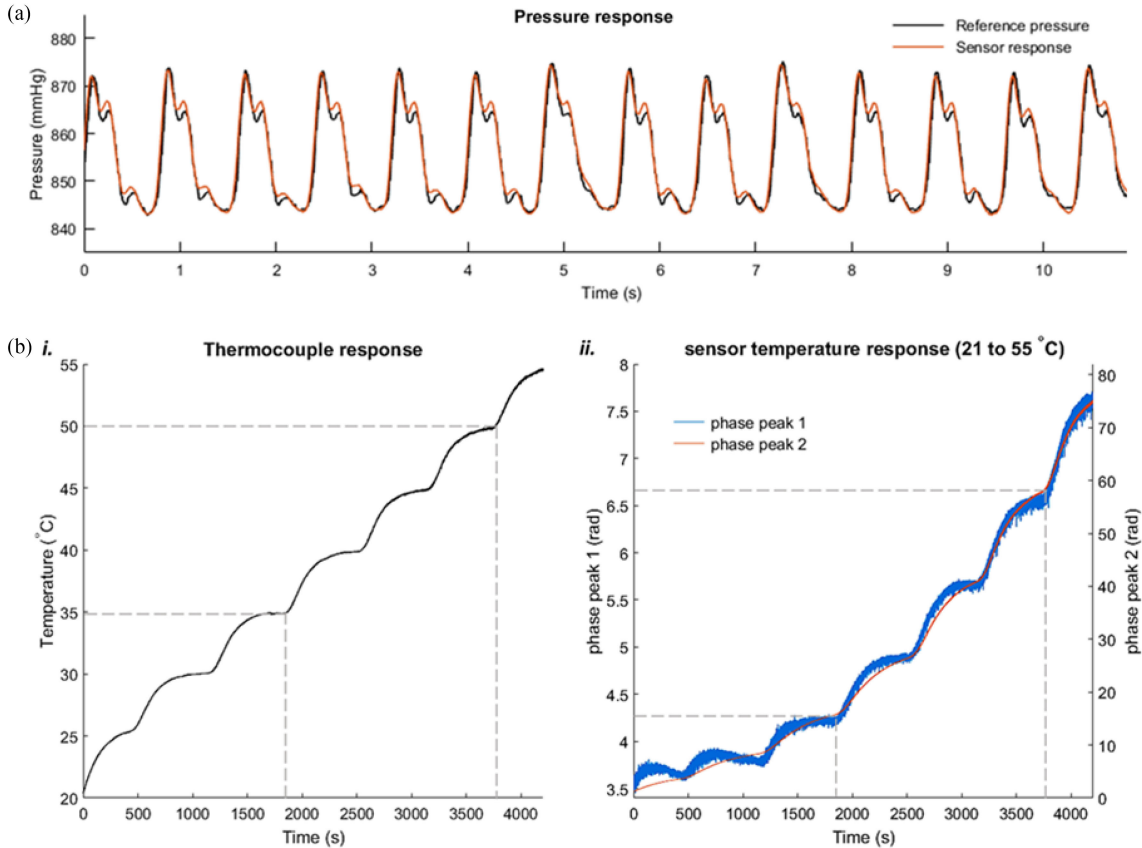 (a)
Pressure response
Reference pressure
Sensor response
Pressure (mmHg)
880
870
860
850
840
0 1 2 3 4 5 6 7 8 9 10
Time (s)
(b) i. Thermocouple response
Temperature (°C)
55
50
45
40
35
30
25
20
0 500 1000 1500 2000 2500 3000 3500 4000
Time (s)
ii. sensor temperature response (21 to 55 °C)
phase peak 1
phase peak 2
phase peak 1 (rad)
8
7.5
7
6.5
6
5.5
5
4.5
4
3.5
phase peak 2 (rad)
80
70
60
50
40
30
20
10
0
0 500 1000 1500 2000 2500 3000 3500 4000
Time (s)